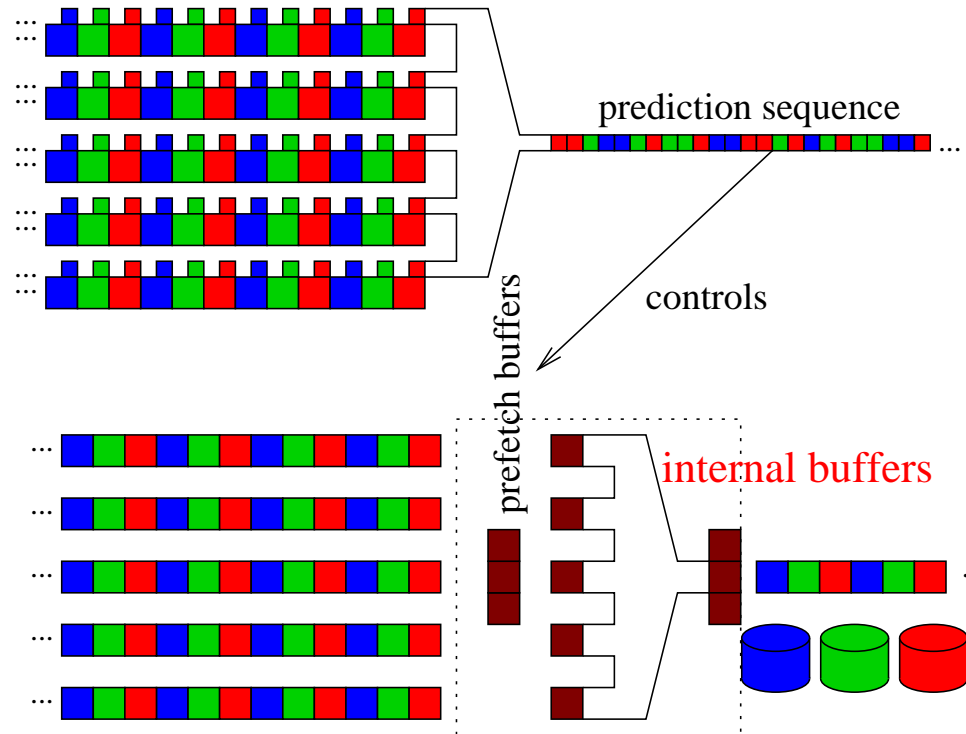 prediction sequence
...
controls
prefetch buffers
internal buffers